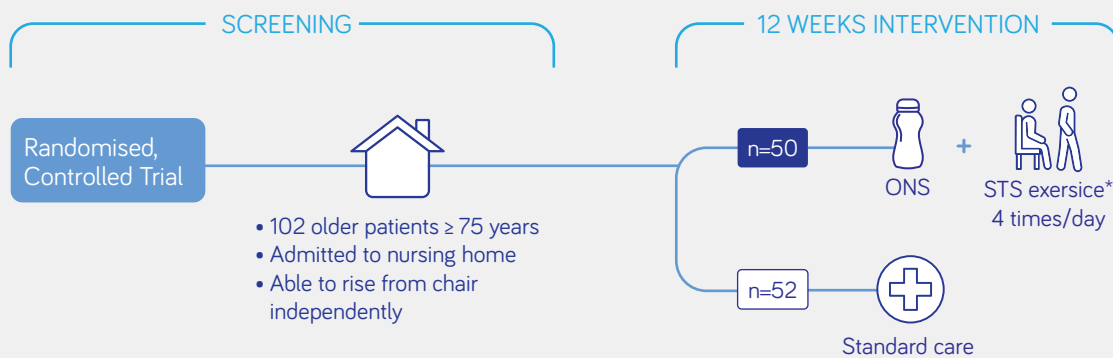 SCREENING
12 WEEKS INTERVENTION
Randomised,
Controlled Trial
• 102 older patients ≥ 75 years
• Admitted to nursing home
• Able to rise from chair
independently
n=50
ONS
+
STS exersice*
4 times/day
n=52
Standard care